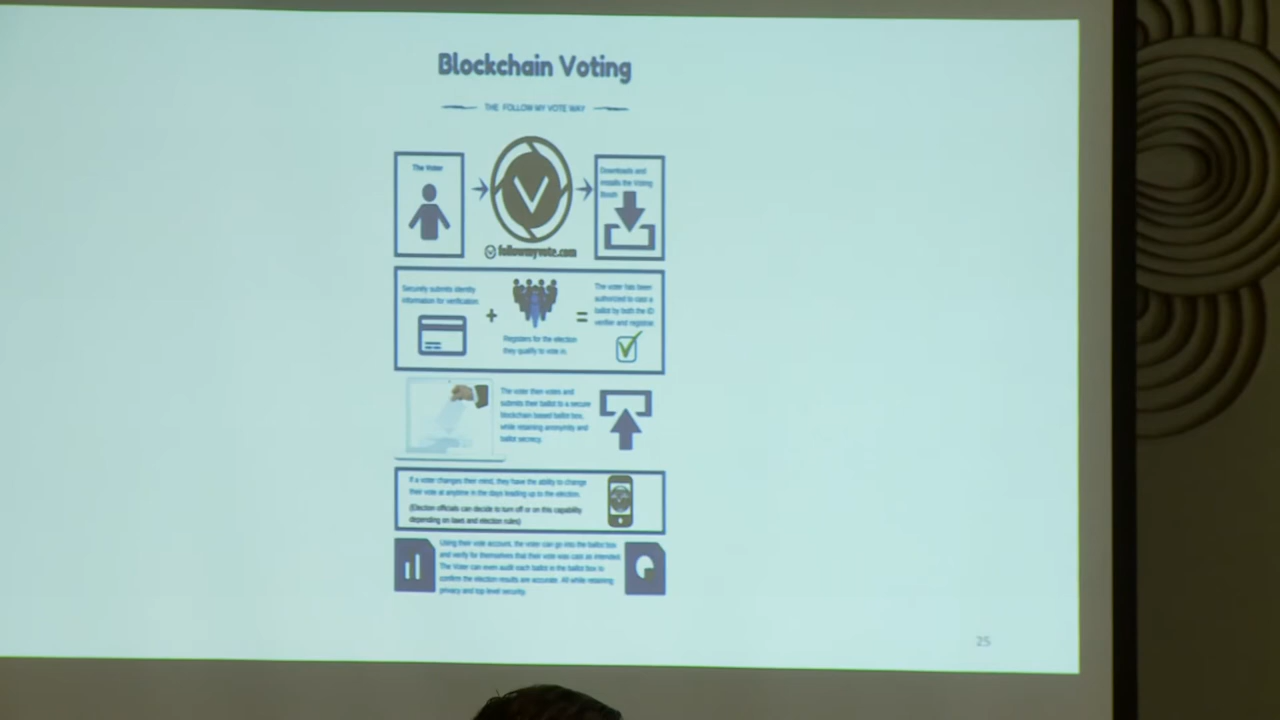 Blockchain Voting
THE FOLLOW MY VOTE WAY
The Voter
followmyvote.com
Downloads and
installs the Voting
Booth
Securely submits identity
information for verification.
+
Registers for the election
they qualify to vote in.
=
The voter has been
authorized to cast a
ballot by both the ID
verifier and registrar.
The voter then votes and
submits their ballot to a secure
blockchain based ballot box,
while retaining anonymity and
ballot secrecy.
If a voter changes their mind, they have the ability to change
their vote at anytime in the days leading up to the election.
(Election officials can decide to turn off or on this capability
depending on laws and election rules)
Using their vote account, the voter can go into the ballot box
and verify for themselves that their vote was cast as intended.
The Voter can even audit each ballot in the ballot box to
confirm the election results are accurate. All while retaining
privacy and top level security.
25